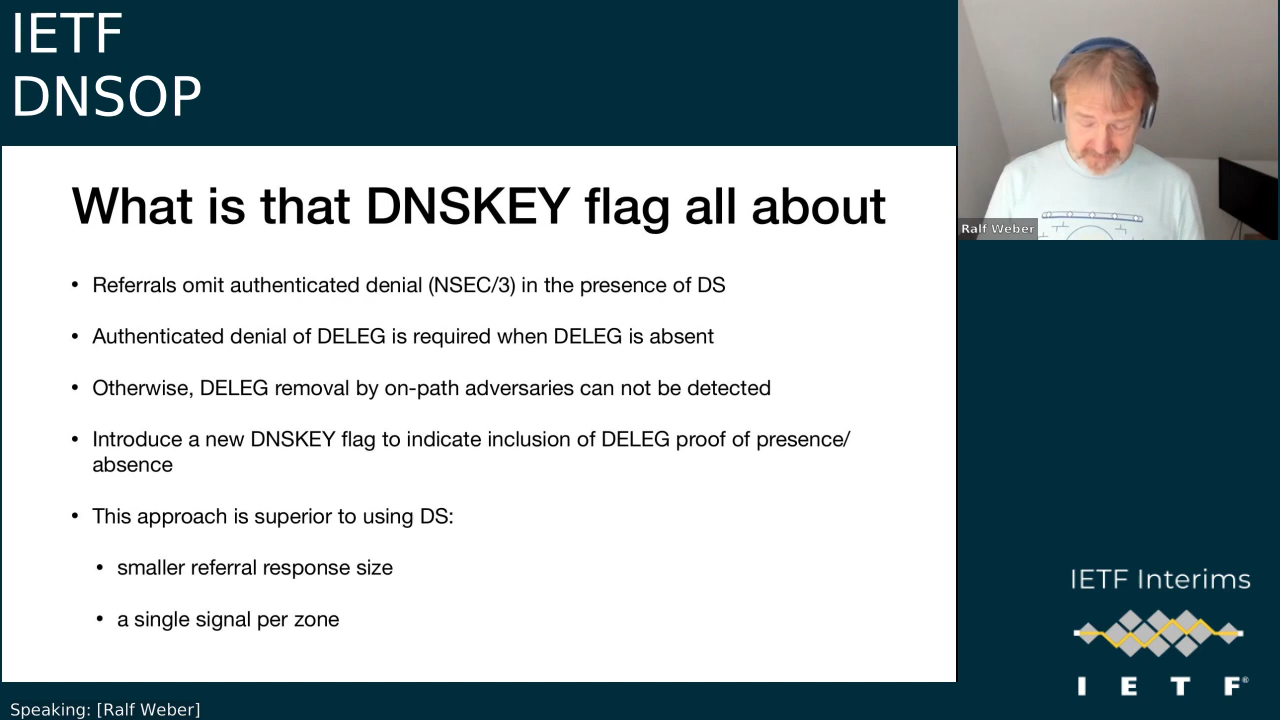 IETF
DNSOP
What is that DNSKEY flag all about
• Referrals omit authenticated denial (NSEC/3) in the presence of DS
• Authenticated denial of DELEG is required when DELEG is absent
• Otherwise, DELEG removal by on-path adversaries can not be detected
• Introduce a new DNSKEY flag to indicate inclusion of DELEG proof of presence/
absence
• This approach is superior to using DS:
• smaller referral response size
• a single signal per zone
Ralf Weber
IETF Interims
I E T F®
Speaking: [Ralf Weber]